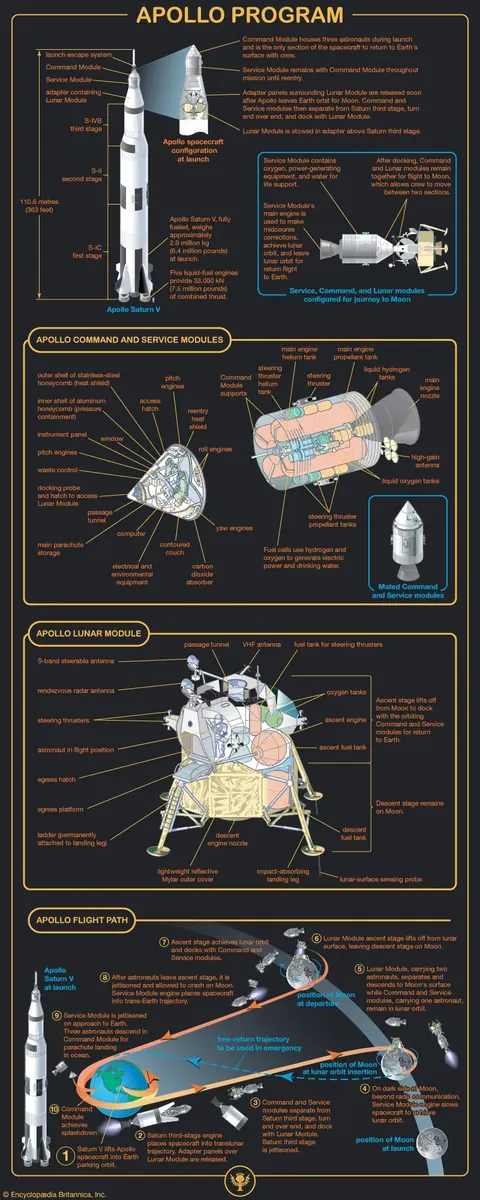 APOLLO PROGRAM
launch escape system
Command Module
Service Module
adapter containing
Lunar Module
S-IVB
third stage
S-II
second stage
110.6 metres
(363 feet)
S-IC
first stage
Apollo Saturn V
Apollo spacecraft
configuration
at launch
Command Module houses three astronauts during launch
and is the only section of the spacecraft to return to Earth's
surface with crew.
Service Module remains with Command Module throughout
mission until reentry.
Adapter panels surrounding Lunar Module are released soon
after Apollo leaves Earth orbit for Moon. Command and
Service modules then separate from Saturn third stage, turn
end over end, and dock with Lunar Module.
Lunar Module is stowed in adapter above Saturn third stage.
Apollo Saturn V, fully
fueled, weighs
approximately
2.9 million kg
(6.4 million pounds)
at launch.
Five liquid-fuel engines
provide 33,000 kN
(7.5 million pounds)
of combined thrust.
Service Module contains
oxygen, power-generating
equipment, and water for
life support.
After docking, Command
and Lunar modules remain
together for flight to Moon,
which allows crew to move
between two sections.
Service Module's
main engine is
used to make
midcourse
corrections,
achieve lunar
orbit, and leave
lunar orbit for
return flight
to Earth.
Service, Command, and Lunar modules
configured for journey to Moon
APOLLO COMMAND AND SERVICE MODULES
outer shell of stainless-steel
honeycomb (heat shield)
inner shell of aluminum
honeycomb (pressure
containment)
instrument panel
pitch engines
waste control
docking probe
and hatch to access
Lunar Module
passage
tunnel
main parachute
storage
window
access
hatch
pitch
engines
reentry
heat
shield
roll engines
yaw engines
computer
contoured
couch
electrical and
environmental
equipment
carbon
dioxide
absorber
Command
Module
supports
steering
thruster
helium
tank
main engine
helium tank
steering
thruster
main engine
propellant tank
liquid hydrogen
tanks
main
engine
nozzle
high-gain
antenna
liquid oxygen tanks
steering thruster
propellant tanks
Fuel cells use hydrogen and
oxygen to generate electric
power and drinking water.
Mated Command
and Service modules
APOLLO LUNAR MODULE
passage tunnel
VHF antenna
fuel tank for steering thrusters
S-band steerable antenna
rendezvous radar antenna
steering thrusters
astronaut in flight position
egress hatch
egress platform
ladder (permanently
attached to landing leg)
oxygen tanks
ascent engine
ascent fuel tank
Ascent stage lifts off
from Moon to dock
with the orbiting
Command and Service
modules for return
to Earth.
Descent stage remains
on Moon.
descent
engine nozzle
descent
fuel tank
lightweight reflective
Mylar outer cover
impact-absorbing
landing leg
lunar-surface sensing probe
APOLLO FLIGHT PATH
7 Ascent stage achieves lunar orbit
and docks with Command and
Service modules.
6 Lunar Module ascent stage lifts off from lunar
surface, leaving descent stage on Moon.
Apollo
Saturn V
at launch
8 After astronauts leave ascent stage, it is
jettisoned and allowed to crash on Moon.
Service Module engine places spacecraft
into trans-Earth trajectory.
5 Lunar Module, carrying two
astronauts, separates and
descends to Moon's surface
while Command and Service
modules, carrying one astronaut,
remain in lunar orbit.
position of Moon
at departure
9 Service Module is jettisoned
on approach to Earth.
Three astronauts descend in
Command Module for
parachute landing
in ocean.
free-return trajectory
to be used in emergency
position of Moon
at lunar orbit insertion
10 Command
Module
achieves
splashdown.
4 On dark side of Moon,
beyond radio communication,
Service Module engine slows
spacecraft to achieve
lunar orbit.
3 Command and Service
modules separate from
Saturn third stage, turn
end over end, and dock
with Lunar Module.
Saturn third stage
is jettisoned.
2 Saturn third-stage engine
places spacecraft into translunar
trajectory. Adapter panels over
Lunar Module are released.
1 Saturn V lifts Apollo
spacecraft into Earth
parking orbit.
position of Moon
at launch
© Encyclopædia Britannica, Inc.